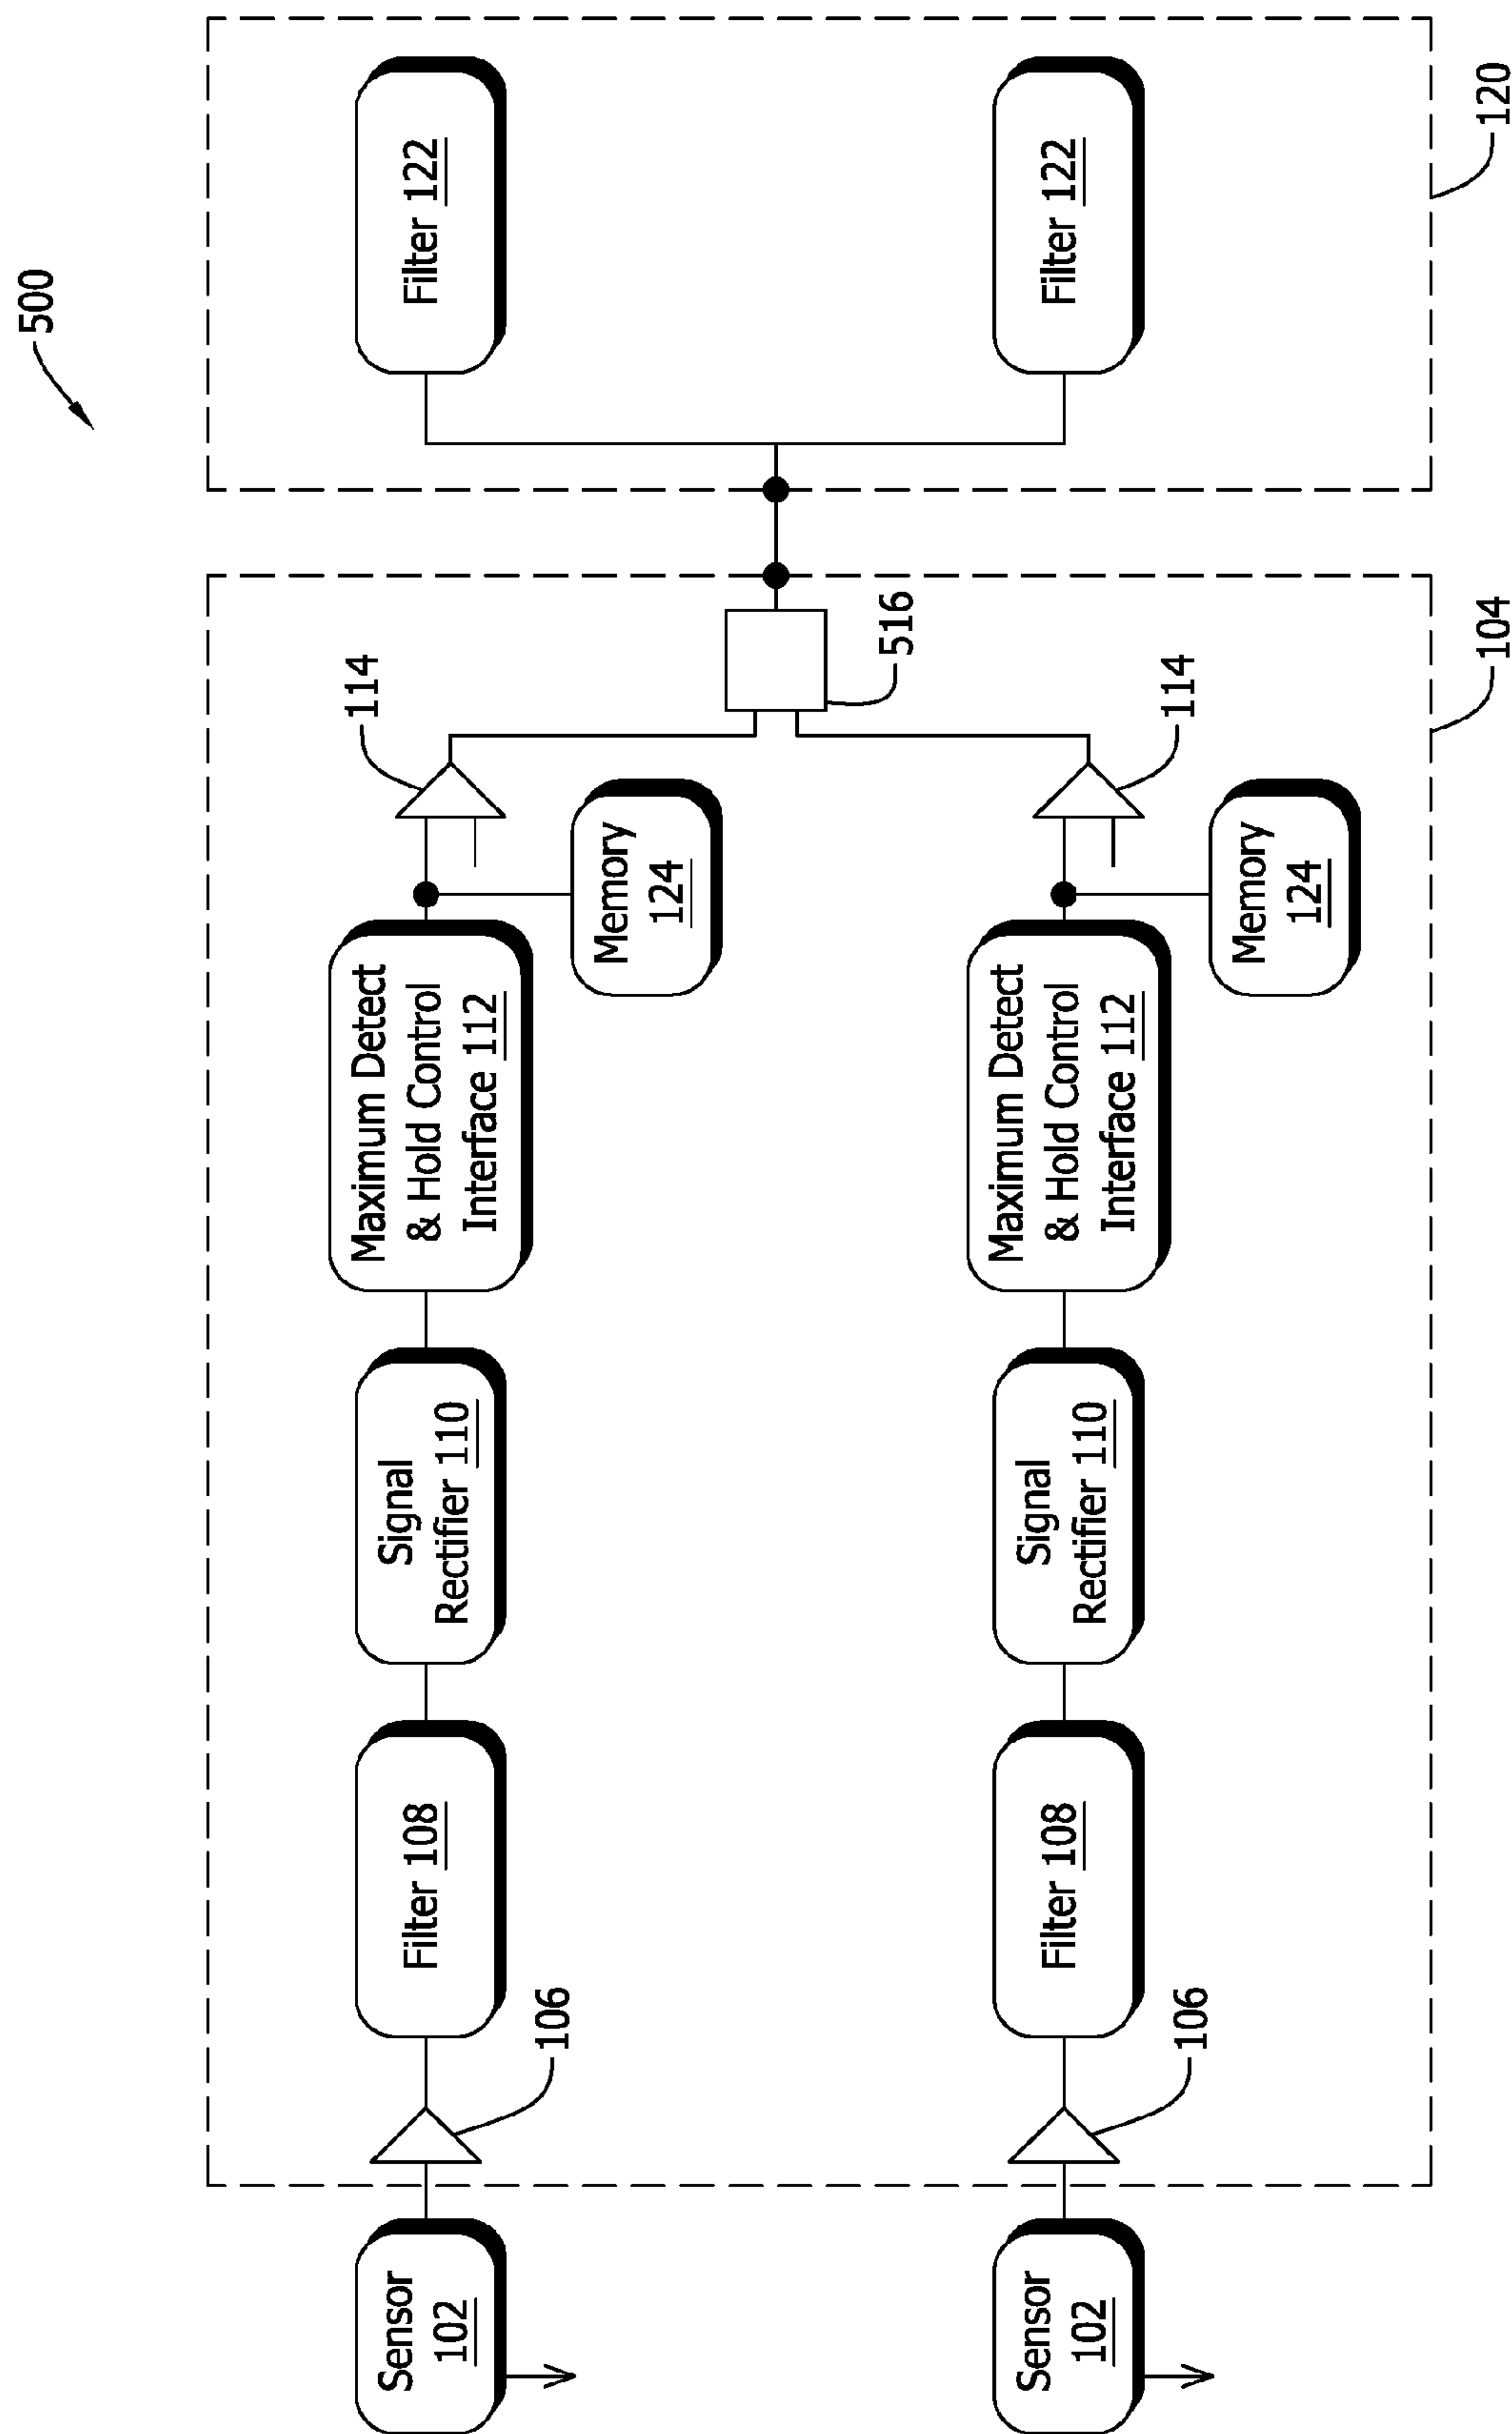 500
Sensor
102
106
Filter 108
Signal
Rectifier 110
Maximum Detect
& Hold Control
Interface 112
Memory
124
114
516
Filter 122
Sensor
102
106
Filter 108
Signal
Rectifier 110
Maximum Detect
& Hold Control
Interface 112
Memory
124
114
Filter 122
104
120